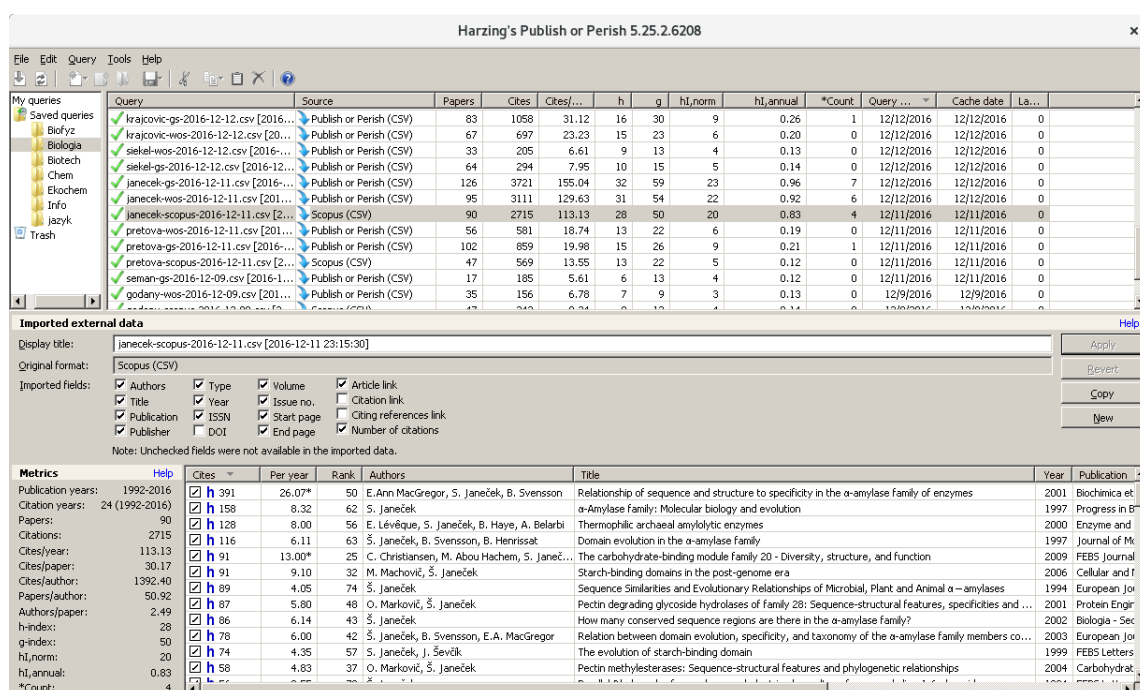 Harzing's Publish or Perish 5.25.2.6208
File Edit Query Tools Help
My queries
Saved queries
Biofyz
Biologia
Biotech
Chem
Ekochem
Info
jazyk
Trash
Query Source Papers Cites Cites/... h g hI,norm hI,annual *Count Query ... Cache date La...
krajcovic-gs-2016-12-12.csv [2016... Publish or Perish (CSV) 83 1058 31.12 16 30 9 0.26 1 12/12/2016 12/12/2016 0
krajcovic-wos-2016-12-12.csv [20... Publish or Perish (CSV) 67 697 23.23 15 23 6 0.20 0 12/12/2016 12/12/2016 0
siekel-wos-2016-12-12.csv [2016-... Publish or Perish (CSV) 33 205 6.61 9 13 4 0.13 0 12/12/2016 12/12/2016 0
siekel-gs-2016-12-12.csv [2016-12... Publish or Perish (CSV) 64 294 7.95 10 15 5 0.14 0 12/12/2016 12/12/2016 0
janecek-gs-2016-12-11.csv [2016-... Publish or Perish (CSV) 126 3721 155.04 32 59 23 0.96 7 12/12/2016 12/12/2016 0
janecek-wos-2016-12-11.csv [201... Publish or Perish (CSV) 95 3111 129.63 31 54 22 0.92 6 12/12/2016 12/12/2016 0
janecek-scopus-2016-12-11.csv [2... Scopus (CSV) 90 2715 113.13 28 50 20 0.83 4 12/11/2016 12/11/2016 0
pretova-wos-2016-12-11.csv [201... Publish or Perish (CSV) 56 581 18.74 13 22 6 0.19 0 12/11/2016 12/11/2016 0
pretova-gs-2016-12-11.csv [2016-... Publish or Perish (CSV) 102 859 19.98 15 26 9 0.21 1 12/11/2016 12/11/2016 0
pretova-scopus-2016-12-11.csv [2... Scopus (CSV) 47 569 13.55 13 22 5 0.12 0 12/11/2016 12/11/2016 0
seman-gs-2016-12-09.csv [2016-1... Publish or Perish (CSV) 17 185 5.61 6 13 4 0.12 0 12/11/2016 12/11/2016 0
godany-wos-2016-12-09.csv [201... Publish or Perish (CSV) 35 156 6.78 7 9 3 0.13 0 12/9/2016 12/9/2016 0
Imported external data Help
Display title: janecek-scopus-2016-12-11.csv [2016-12-11 23:15:30] Apply
Original format: Scopus (CSV) Revert
Imported fields: Authors Type Volume Article link Copy
Title Year Issue no. Citation link
Publication ISSN Start page Citing references link New
Publisher DOI End page Number of citations
Note: Unchecked fields were not available in the imported data.
Metrics Help
Publication years: 1992-2016
Citation years: 24 (1992-2016)
Papers: 90
Citations: 2715
Cites/year: 113.13
Cites/paper: 30.17
Cites/author: 1392.40
Papers/author: 50.92
Authors/paper: 2.49
h-index: 28
g-index: 50
hI,norm: 20
hI,annual: 0.83
*Count: 4
Cites Per year Rank Authors Title Year Publication
h 391 26.07* 50 E.Ann MacGregor, S. Janeček, B. Svensson Relationship of sequence and structure to specificity in the α-amylase family of enzymes 2001 Biochimica et
h 158 8.32 62 S. Janeček α-Amylase family: Molecular biology and evolution 1997 Progress in B
h 128 8.00 56 E. Lévêque, S. Janeček, B. Haye, A. Belarbi Thermophilic archaeal amylolytic enzymes 2000 Enzyme and
h 116 6.11 63 Š. Janeček, B. Svensson, B. Henrissat Domain evolution in the α-amylase family 1997 Journal of Mo
h 91 13.00* 25 C. Christiansen, M. Abou Hachem, S. Janeč... The carbohydrate-binding module family 20 - Diversity, structure, and function 2009 FEBS Journal
h 91 9.10 32 M. Machovič, Š. Janeček Starch-binding domains in the post-genome era 2006 Cellular and M
h 89 4.05 74 Š. Janeček Sequence Similarities and Evolutionary Relationships of Microbial, Plant and Animal α−amylases 1994 European Jou
h 87 5.80 48 O. Markovič, Š. Janeček Pectin degrading glycoside hydrolases of family 28: Sequence-structural features, specificities and ... 2001 Protein Engir
h 86 6.14 43 Š. Janeček How many conserved sequence regions are there in the α-amylase family? 2002 Biologia - Sec
h 78 6.00 42 Š. Janeček, B. Svensson, E.A. MacGregor Relation between domain evolution, specificity, and taxonomy of the α-amylase family members co... 2003 European Jou
h 74 4.35 57 S. Janeček, J. Ševčík The evolution of starch-binding domain 1999 FEBS Letters
h 58 4.83 37 O. Markovič, Š. Janeček Pectin methylesterases: Sequence-structural features and phylogenetic relationships 2004 Carbohydrat